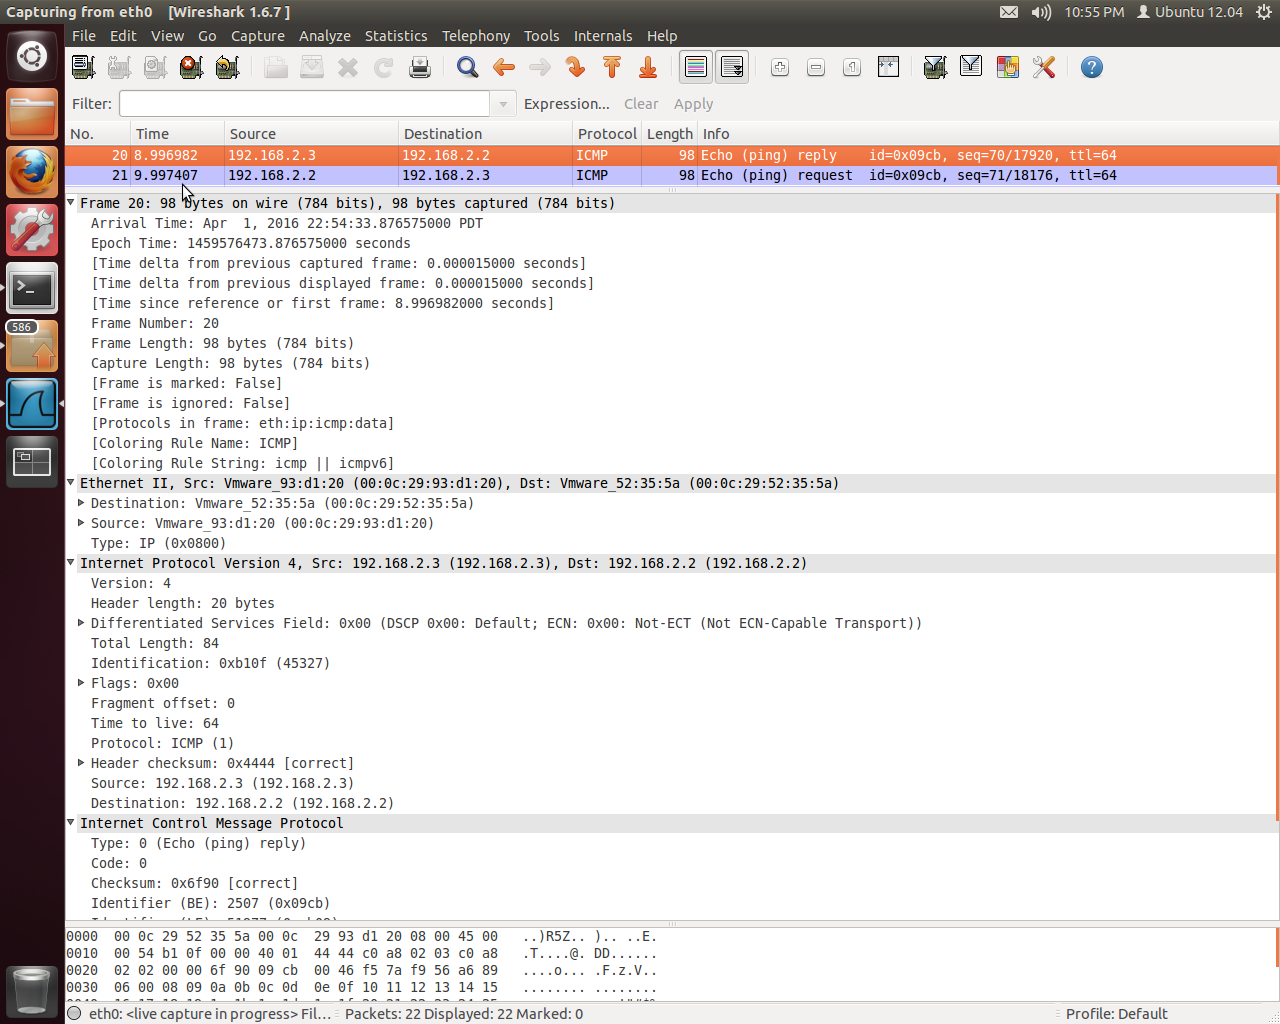 Capturing from eth0   [Wireshark 1.6.7 ]
10:55 PM   Ubuntu 12.04
File   Edit   View   Go   Capture   Analyze   Statistics   Telephony   Tools   Internals   Help
Filter:   Expression...   Clear   Apply
No.   Time   Source   Destination   Protocol   Length   Info
20 8.996982   192.168.2.3   192.168.2.2   ICMP   98 Echo (ping) reply   id=0x09cb, seq=70/17920, ttl=64
21 9.997407   192.168.2.2   192.168.2.3   ICMP   98 Echo (ping) request   id=0x09cb, seq=71/18176, ttl=64
Frame 20: 98 bytes on wire (784 bits), 98 bytes captured (784 bits)
Arrival Time: Apr  1, 2016 22:54:33.876575000 PDT
Epoch Time: 1459576473.876575000 seconds
[Time delta from previous captured frame: 0.000015000 seconds]
[Time delta from previous displayed frame: 0.000015000 seconds]
[Time since reference or first frame: 8.996982000 seconds]
Frame Number: 20
586
Frame Length: 98 bytes (784 bits)
Capture Length: 98 bytes (784 bits)
[Frame is marked: False]
[Frame is ignored: False]
[Protocols in frame: eth:ip:icmp:data]
[Coloring Rule Name: ICMP]
[Coloring Rule String: icmp || icmpv6]
Ethernet II, Src: Vmware_93:d1:20 (00:0c:29:93:d1:20), Dst: Vmware_52:35:5a (00:0c:29:52:35:5a)
Destination: Vmware_52:35:5a (00:0c:29:52:35:5a)
Source: Vmware_93:d1:20 (00:0c:29:93:d1:20)
Type: IP (0x0800)
Internet Protocol Version 4, Src: 192.168.2.3 (192.168.2.3), Dst: 192.168.2.2 (192.168.2.2)
Version: 4
Header length: 20 bytes
Differentiated Services Field: 0x00 (DSCP 0x00: Default; ECN: 0x00: Not-ECT (Not ECN-Capable Transport))
Total Length: 84
Identification: 0xb10f (45327)
Flags: 0x00
Fragment offset: 0
Time to live: 64
Protocol: ICMP (1)
Header checksum: 0x4444 [correct]
Source: 192.168.2.3 (192.168.2.3)
Destination: 192.168.2.2 (192.168.2.2)
Internet Control Message Protocol
Type: 0 (Echo (ping) reply)
Code: 0
Checksum: 0x6f90 [correct]
Identifier (BE): 2507 (0x09cb)
0000  00 0c 29 52 35 5a 00 0c  29 93 d1 20 08 00 45 00   ..)R5Z.. ).. ..E.
0010  00 54 b1 0f 00 00 40 01  44 44 c0 a8 02 03 c0 a8   .T....@. DD......
0020  02 02 00 00 6f 90 09 cb  00 46 f5 7a f9 56 a6 89   ....o... .F.z.V..
0030  06 00 08 09 0a 0b 0c 0d  0e 0f 10 11 12 13 14 15   ........ ........
eth0: <live capture in progress> Fil...   Packets: 22 Displayed: 22 Marked: 0   Profile: Default